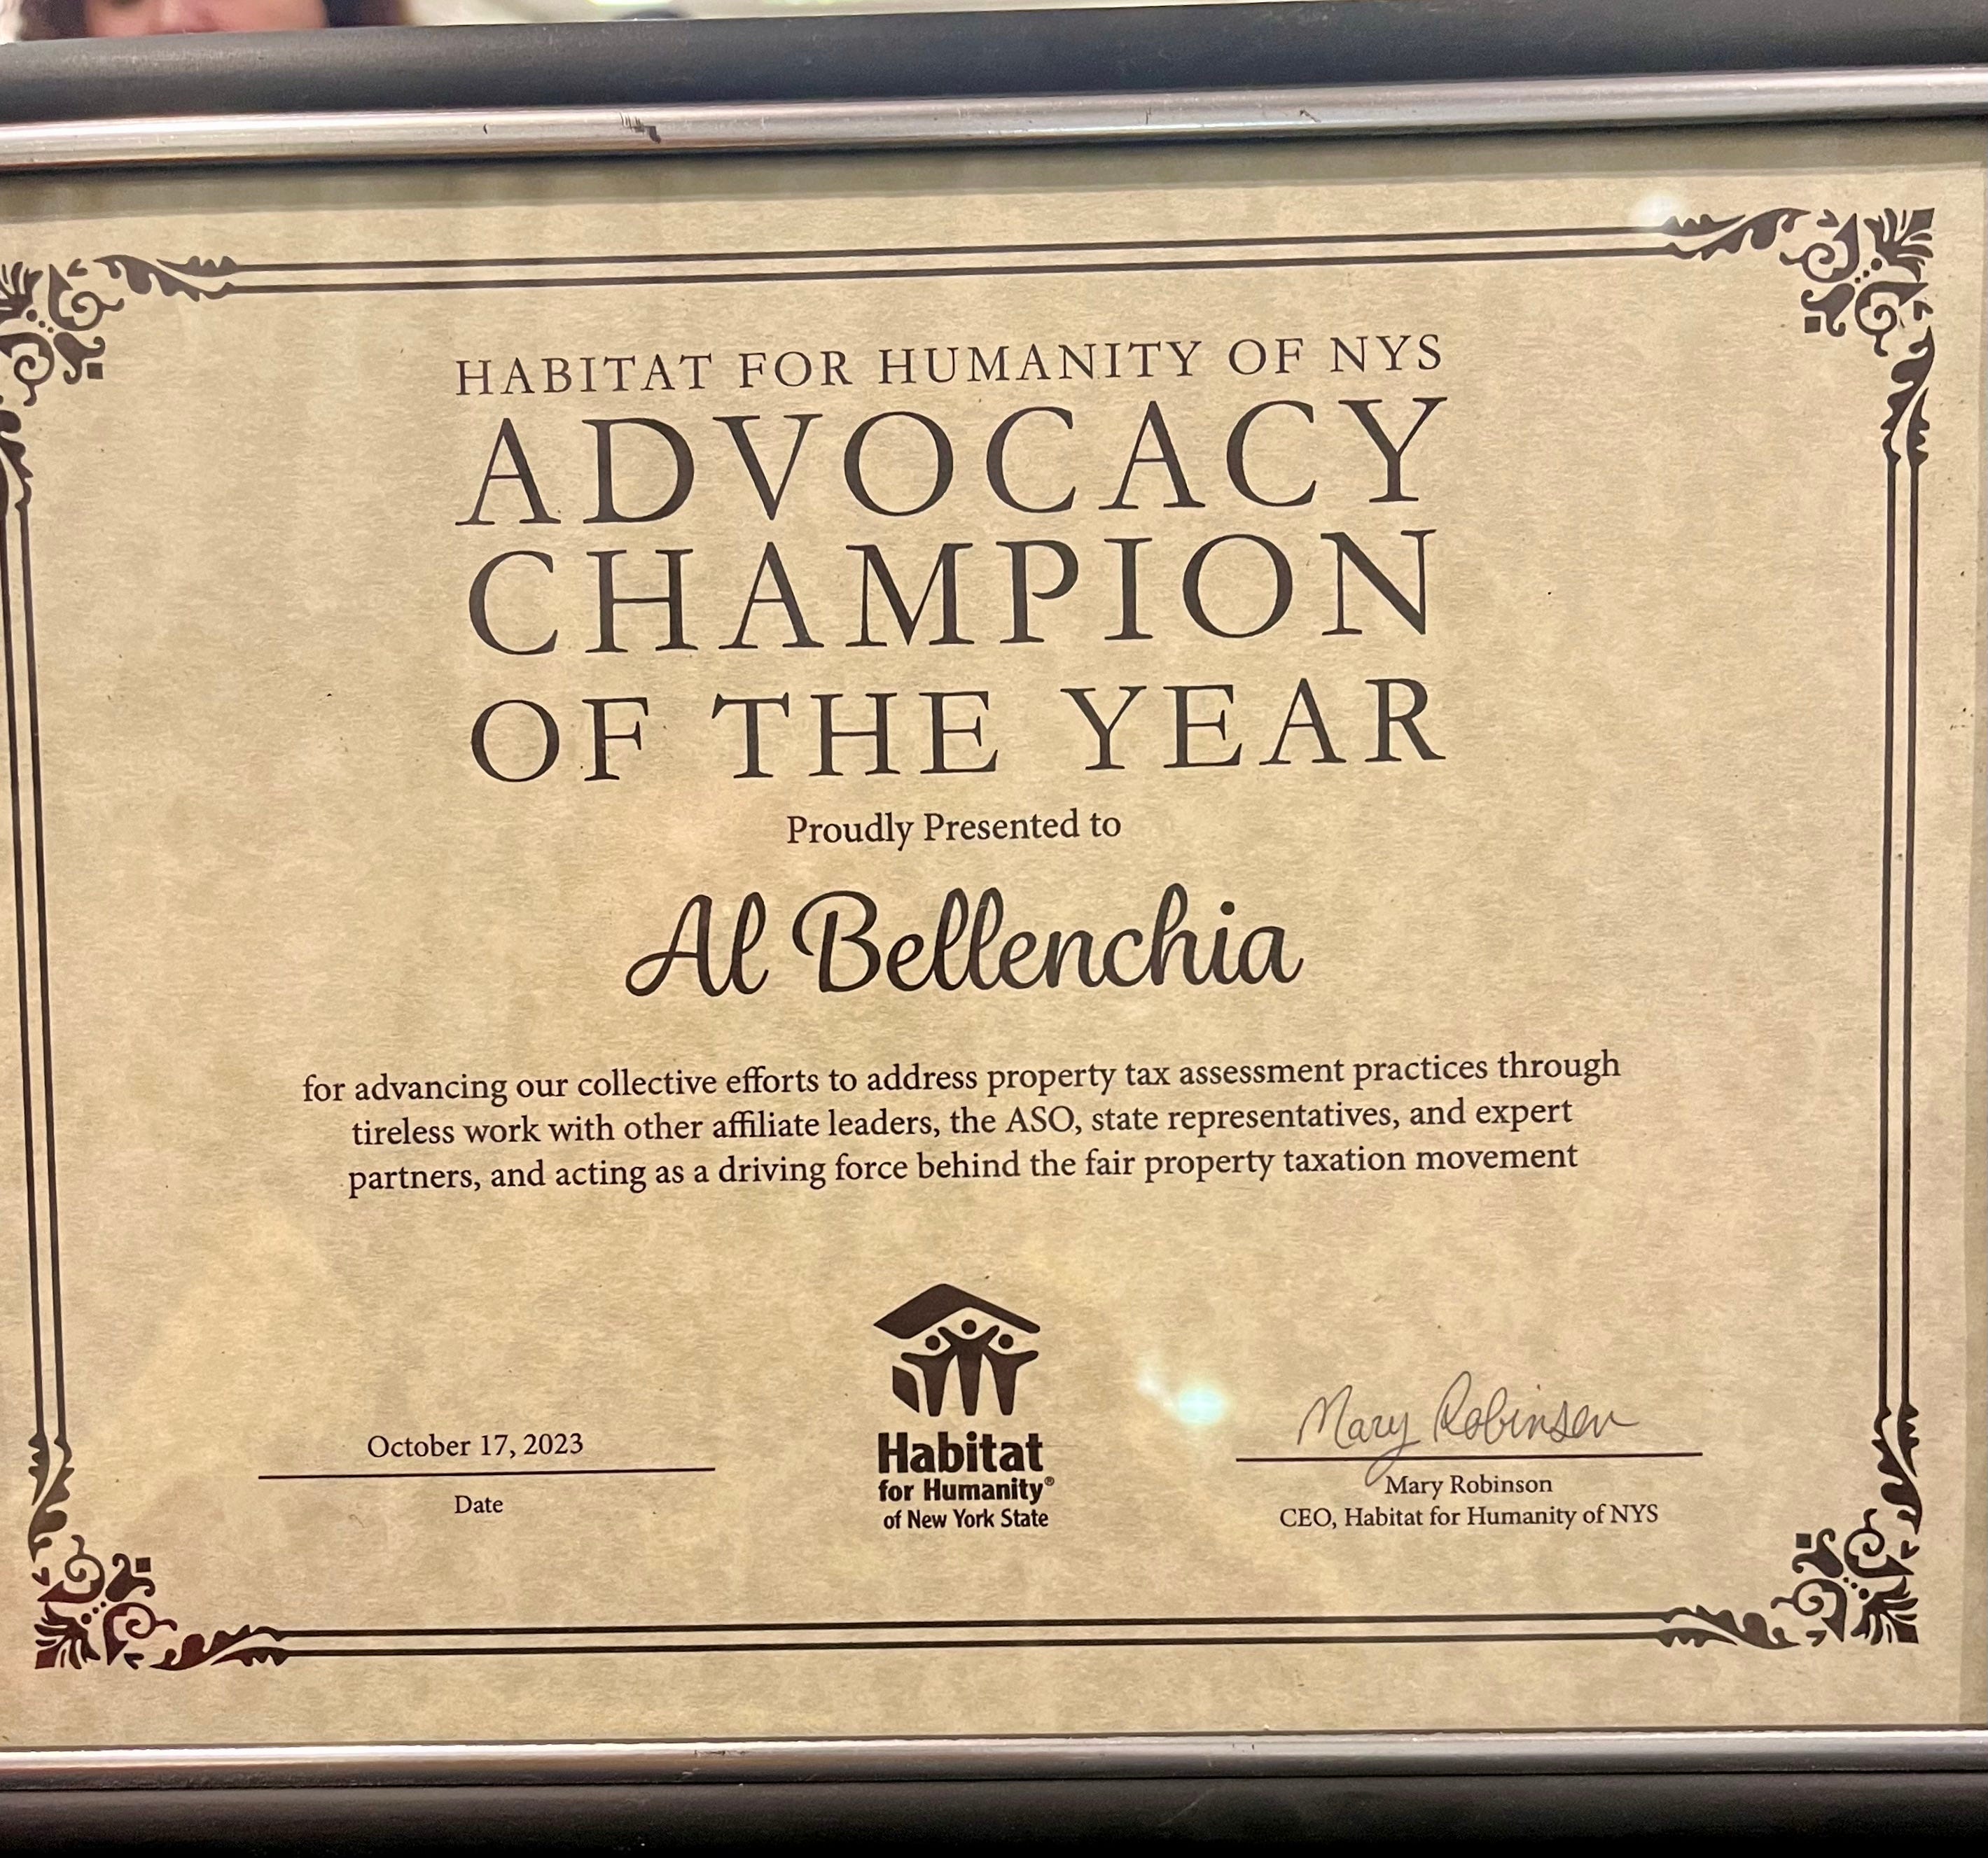 HABITAT FOR HUMANITY OF NYS
ADVOCACY
CHAMPION
OF THE YEAR
Proudly Presented to
Al Bellenchia
for advancing our collective efforts to address property tax assessment practices through
tireless work with other affiliate leaders, the ASO, state representatives, and expert
partners, and acting as a driving force behind the fair property taxation movement
October 17, 2023
Date
Habitat
for Humanity®
of New York State
Mary Robinson
Mary Robinson
CEO, Habitat for Humanity of NYS